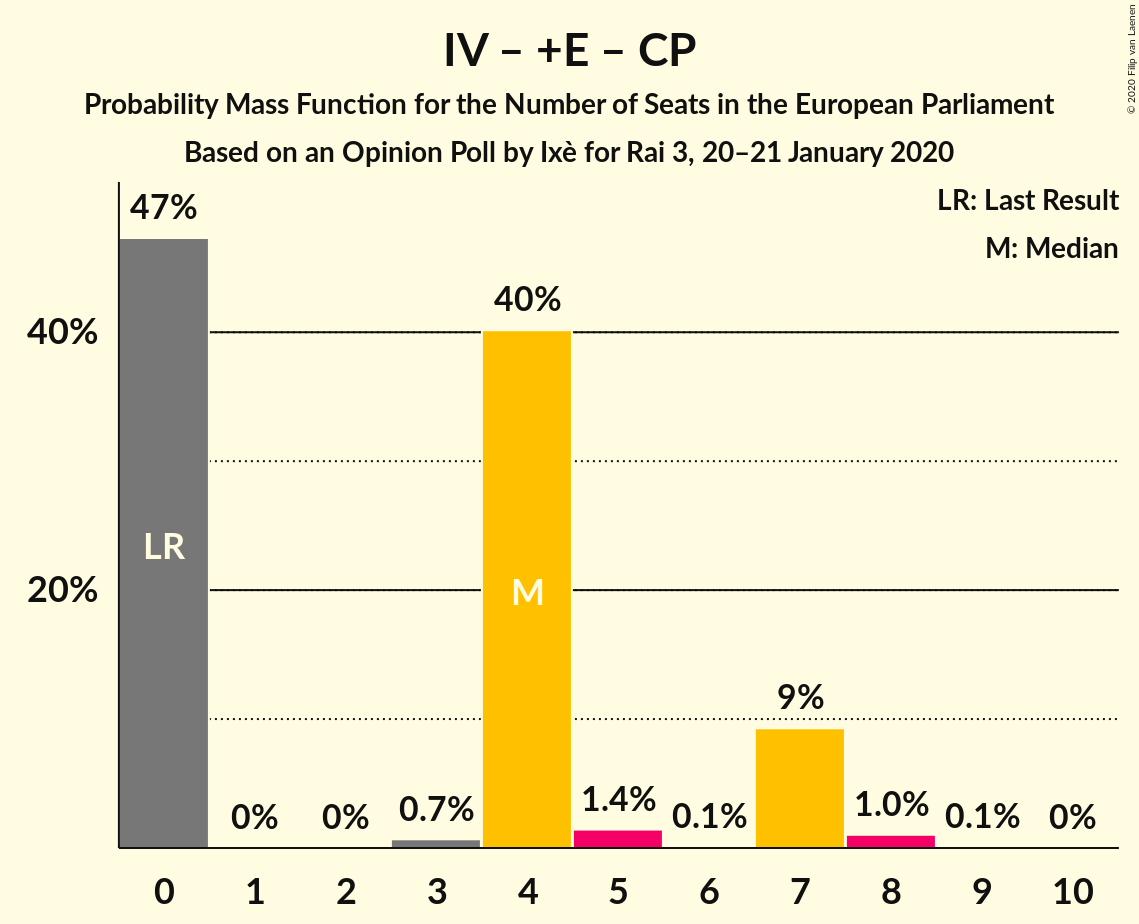 IV – +E – CP
Probability Mass Function for the Number of Seats in the European Parliament
Based on an Opinion Poll by Ixè for Rai 3, 20–21 January 2020
© 2020 Filip van Laenen
LR: Last Result
M: Median
47%
40%
40%
LR
M
20%
9%
0%
0%
0.7%
1.4%
0.1%
1.0%
0.1%
0%
0 1 2 3 4 5 6 7 8 9 10